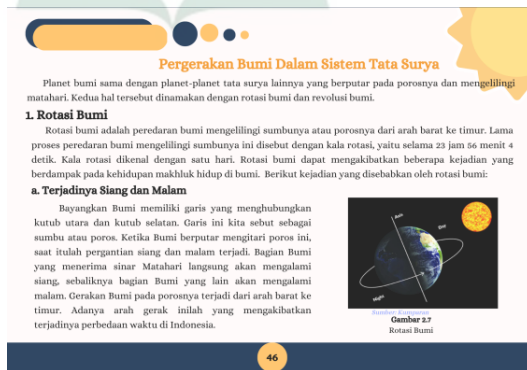 Pergerakan Bumi Dalam Sistem Tata Surya
Planet bumi sama dengan planet-planet tata surya lainnya yang berputar pada porosnya dan mengelilingi
matahari. Kedua hal tersebut dinamakan dengan rotasi bumi dan revolusi bumi.
1. Rotasi Bumi
Rotasi bumi adalah peredaran bumi mengelilingi sumbunya atau porosnya dari arah barat ke timur. Lama
proses peredaran bumi mengelilingi sumbunya ini disebut dengan kala rotasi, yaitu selama 23 jam 56 menit 4
detik. Kala rotasi dikenal dengan satu hari. Rotasi bumi dapat mengakibatkan beberapa kejadian yang
berdampak pada kehidupan makhluk hidup di bumi. Berikut kejadian yang disebabkan oleh rotasi bumi:
a. Terjadinya Siang dan Malam
Bayangkan Bumi memiliki garis yang menghubungkan
kutub utara dan kutub selatan. Garis ini kita sebut sebagai
sumbu atau poros. Ketika Bumi berputar mengitari poros ini,
saat itulah pergantian siang dan malam terjadi. Bagian Bumi
yang menerima sinar Matahari langsung akan mengalami
siang, sebaliknya bagian Bumi yang lain akan mengalami
malam. Gerakan Bumi pada porosnya terjadi dari arah barat ke
timur. Adanya arah gerak inilah yang mengakibatkan
terjadinya perbedaan waktu di Indonesia.
Night
Sumber: Kompasan
Gambar 2.7
Rotasi Bumi
46